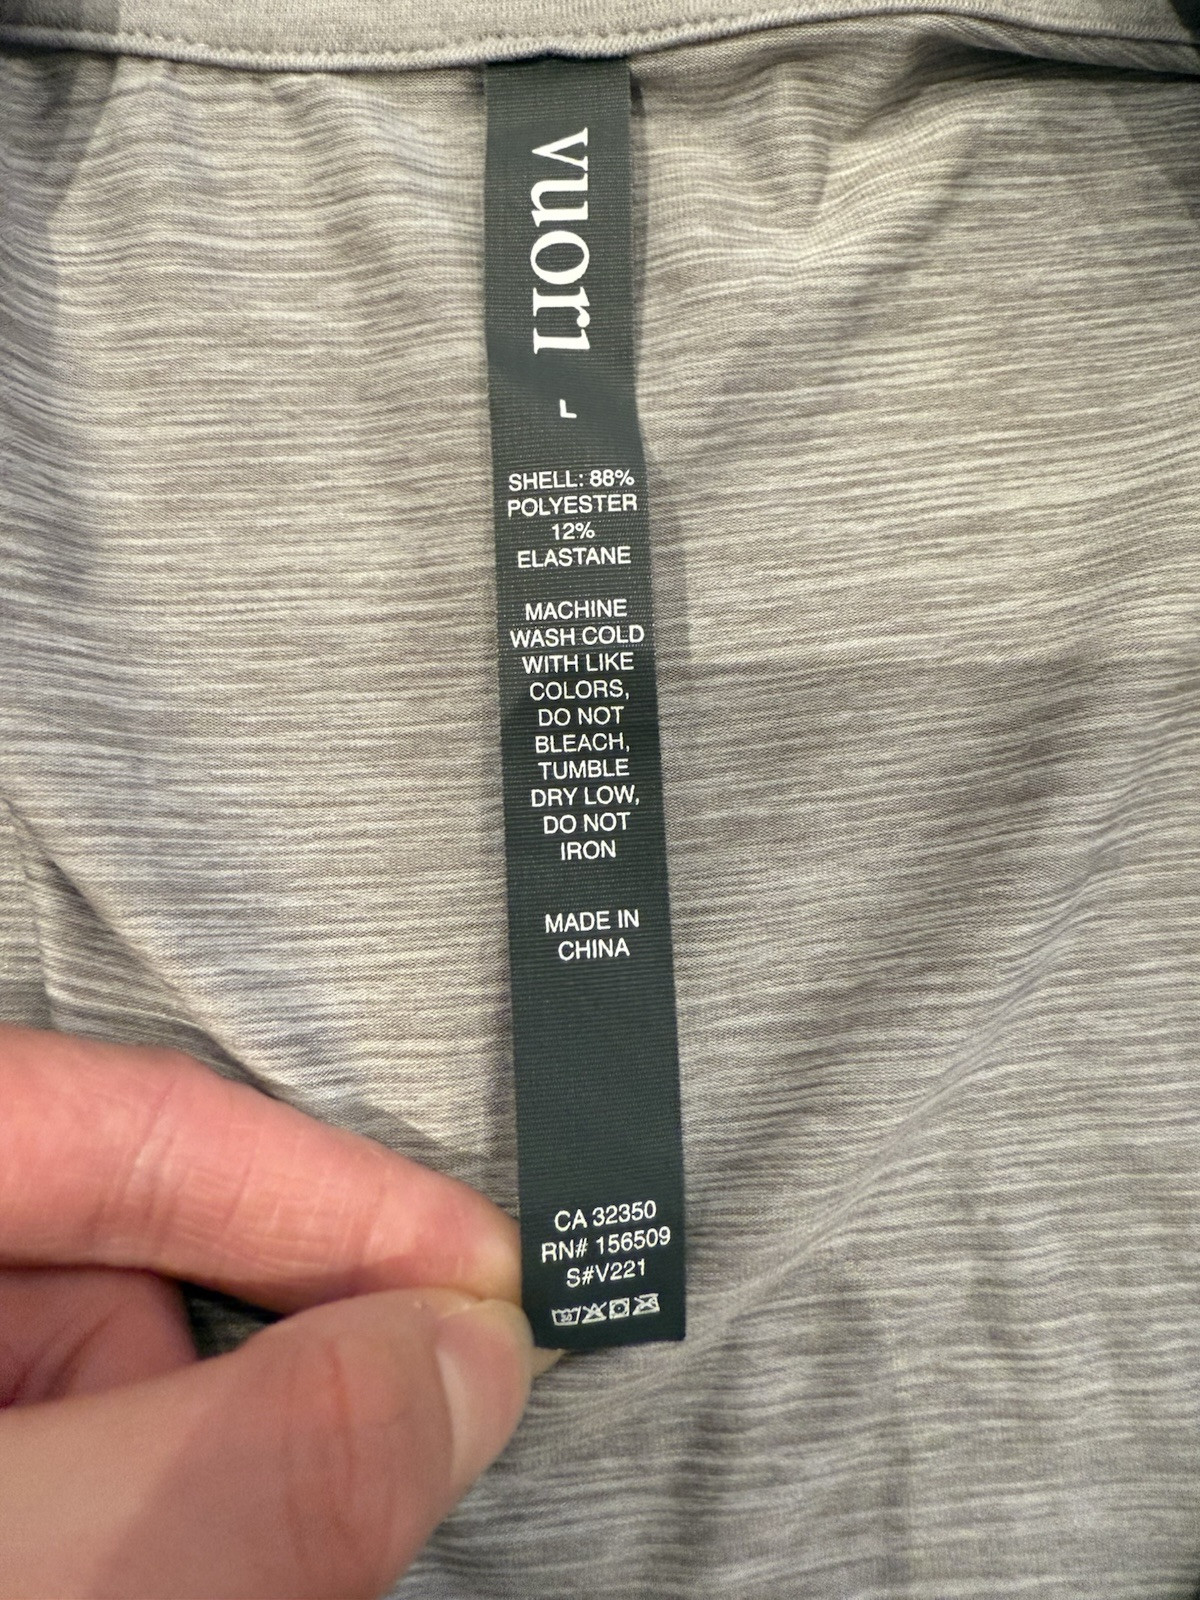 vuori
L
SHELL: 88%
POLYESTER
12%
ELASTANE
MACHINE
WASH COLD
WITH LIKE
COLORS,
DO NOT
BLEACH,
TUMBLE
DRY LOW,
DO NOT
IRON
MADE IN
CHINA
CA 32350
RN# 156509
S#V221
30